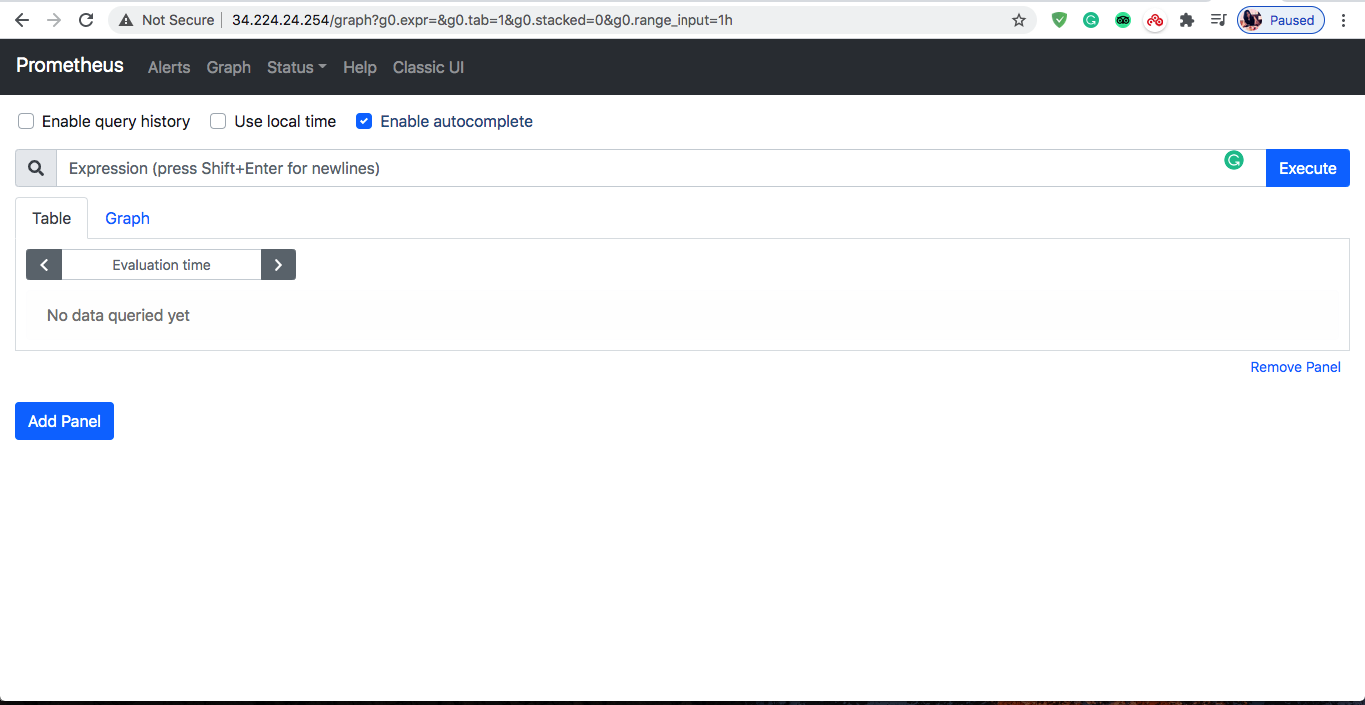 Not Secure 34.224.24.254/graph?g0.expr=&g0.tab=1&g0.stacked=0&g0.range_input=1h Paused
Prometheus Alerts Graph Status Help Classic UI
Enable query history Use local time Enable autocomplete
Expression (press Shift+Enter for newlines) Execute
Table Graph
Evaluation time
No data queried yet
Remove Panel
Add Panel